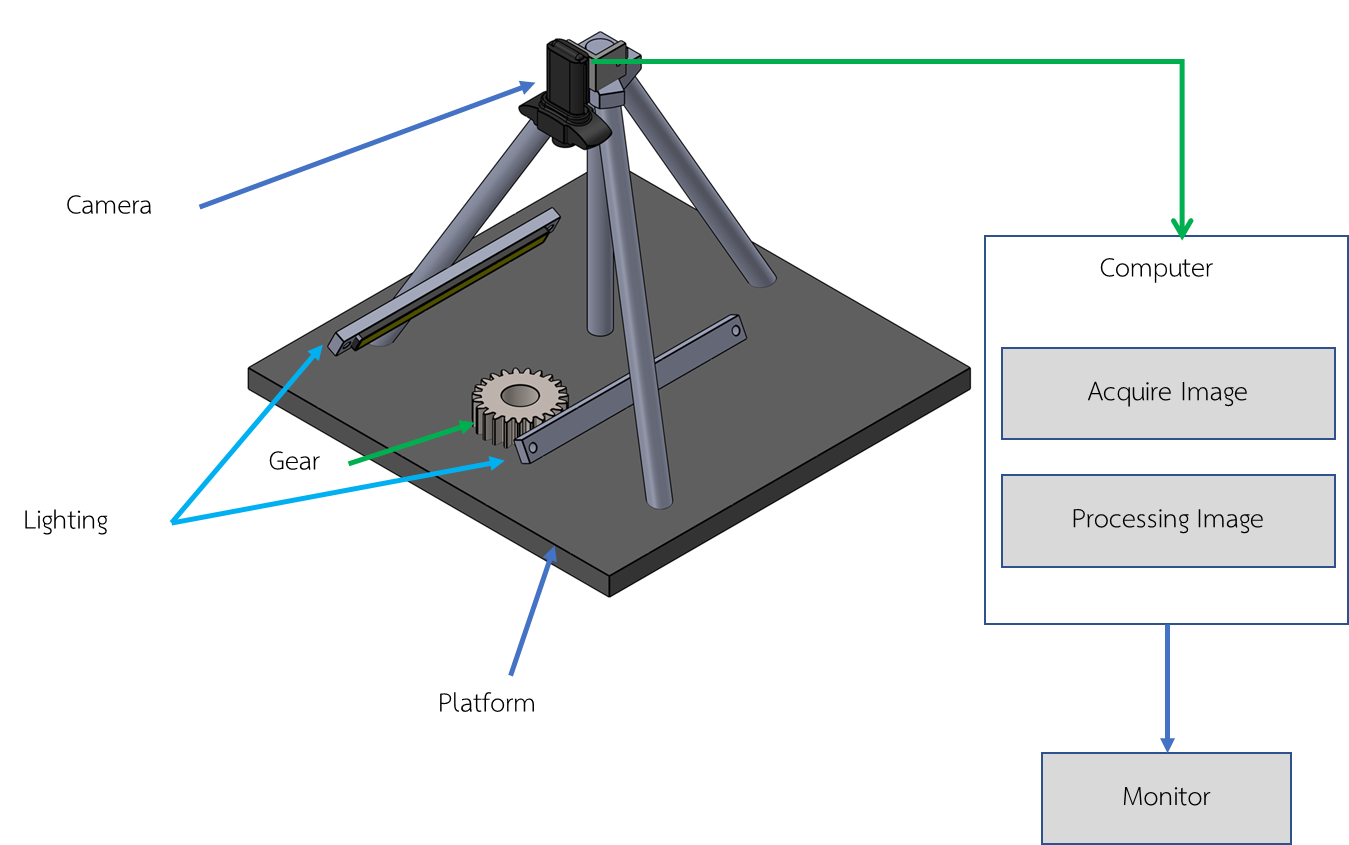 Camera
Computer
Acquire Image
Gear
Lighting
Processing Image
Platform
Monitor